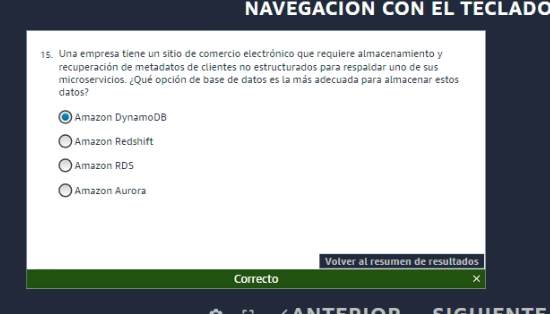 NAVEGACIÓN CON EL TECLADO
15. Una empresa tiene un sitio de comercio electrónico que requiere almacenamiento y
recuperación de metadatos de clientes no estructurados para respaldar uno de sus
microservicios. ¿Qué opción de base de datos es la más adecuada para almacenar estos
datos?
Amazon DynamoDB
Amazon Redshift
Amazon RDS
Amazon Aurora
Volver al resumen de resultados
Correcto ×
ANTERIOR SIGUIENTE